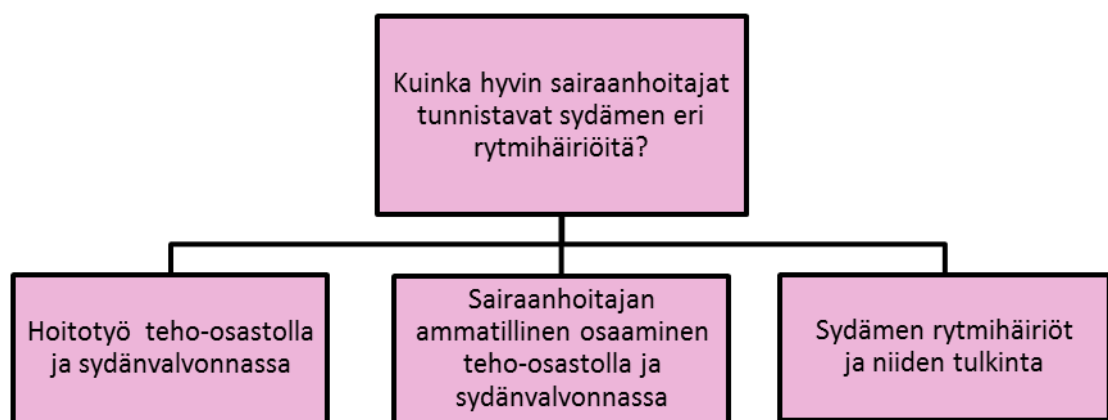 Kuinka hyvin sairaanhoitajat
tunnistavat sydämen eri
rytmihäiriöitä?
Hoitotyö teho-osastolla
ja sydänvalvonnassa
Sairaanhoitajan
ammatillinen osaaminen
teho-osastolla ja
sydänvalvonnassa
Sydämen rytmihäiriöt
ja niiden tulkinta